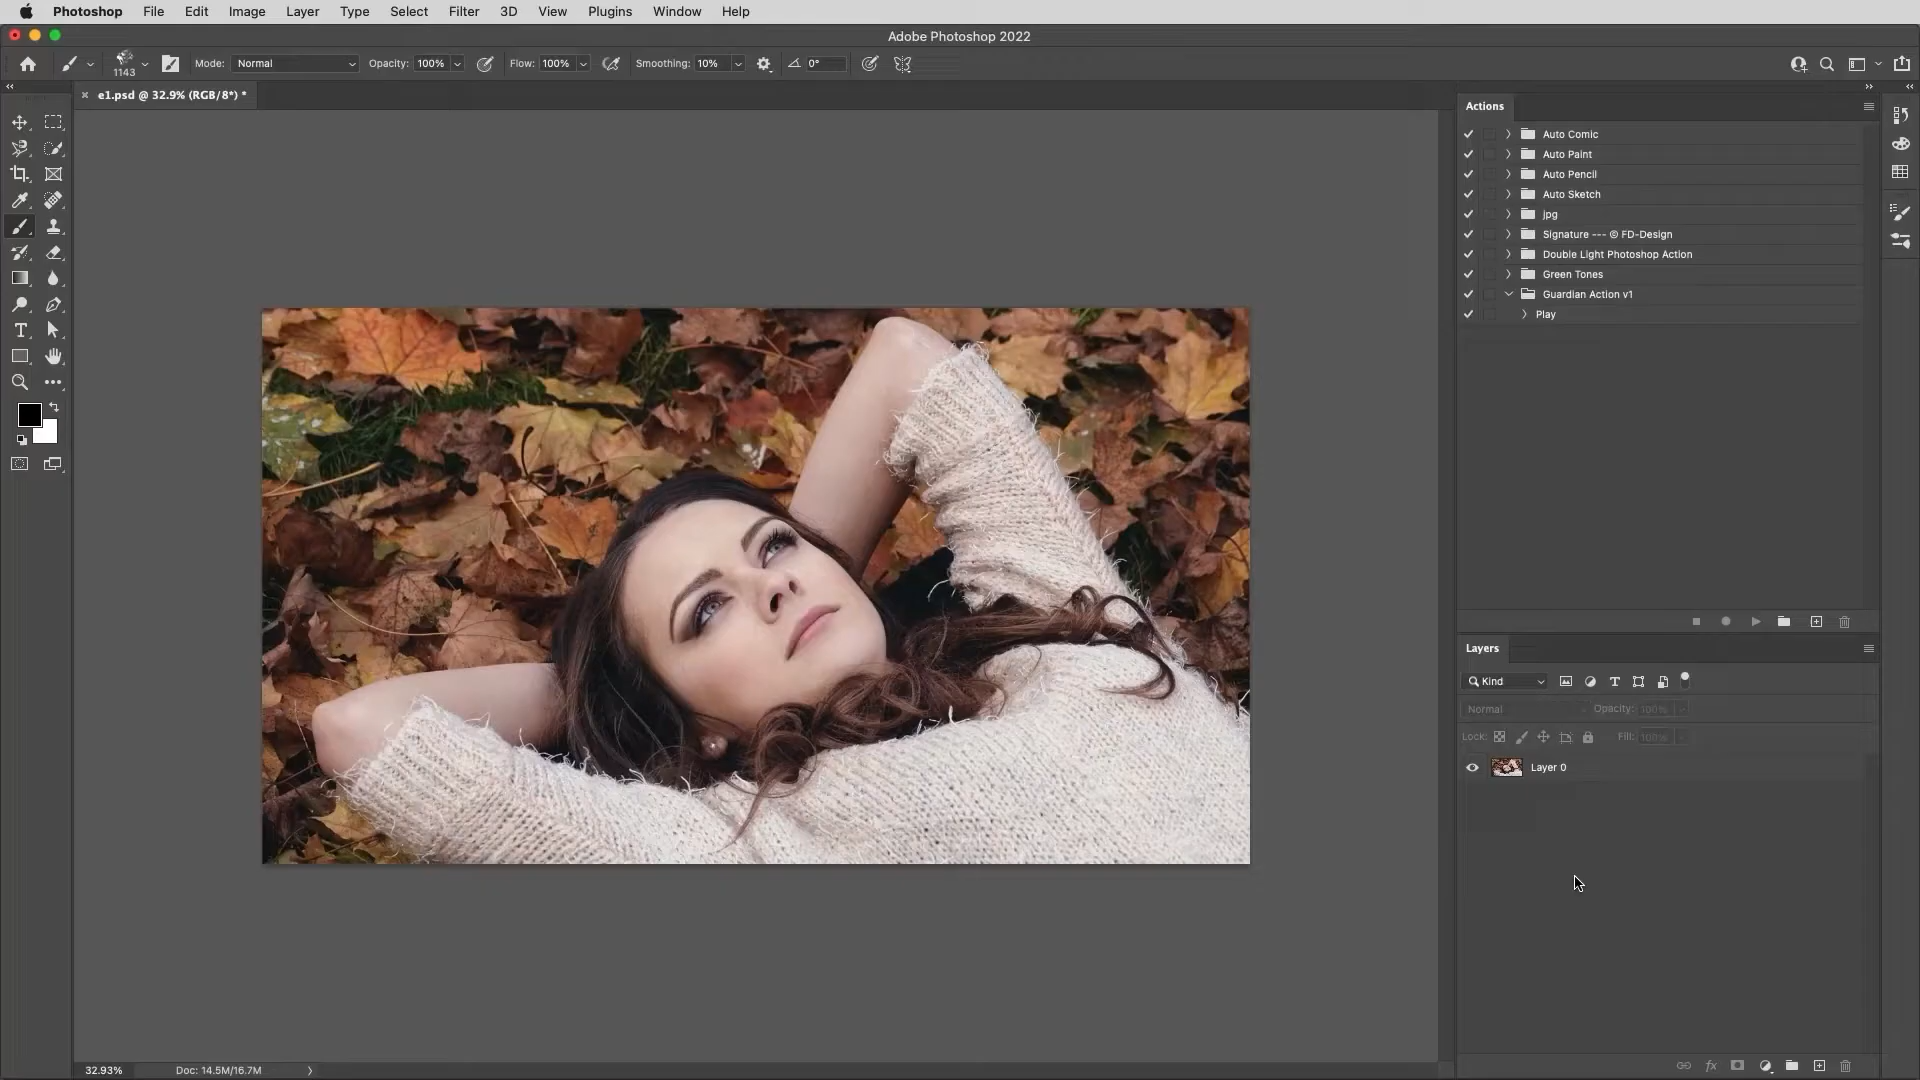 Photoshop File Edit Image Layer Type Select Filter 3D View Plugins Window Help
Adobe Photoshop 2022
1143 Mode: Normal Opacity: 100% Flow: 100% Smoothing: 10% 0°
e1.psd @ 32.9% (RGB/8*) *
Actions
Auto Comic
Auto Paint
Auto Pencil
Auto Sketch
jpg
Signature --- © FD-Design
Double Light Photoshop Action
Green Tones
Guardian Action v1
Play
Layers
Kind
Normal Opacity: 100%
Lock: Fill: 100%
Layer 0
fx
32.93% Doc: 14.5M/16.7M